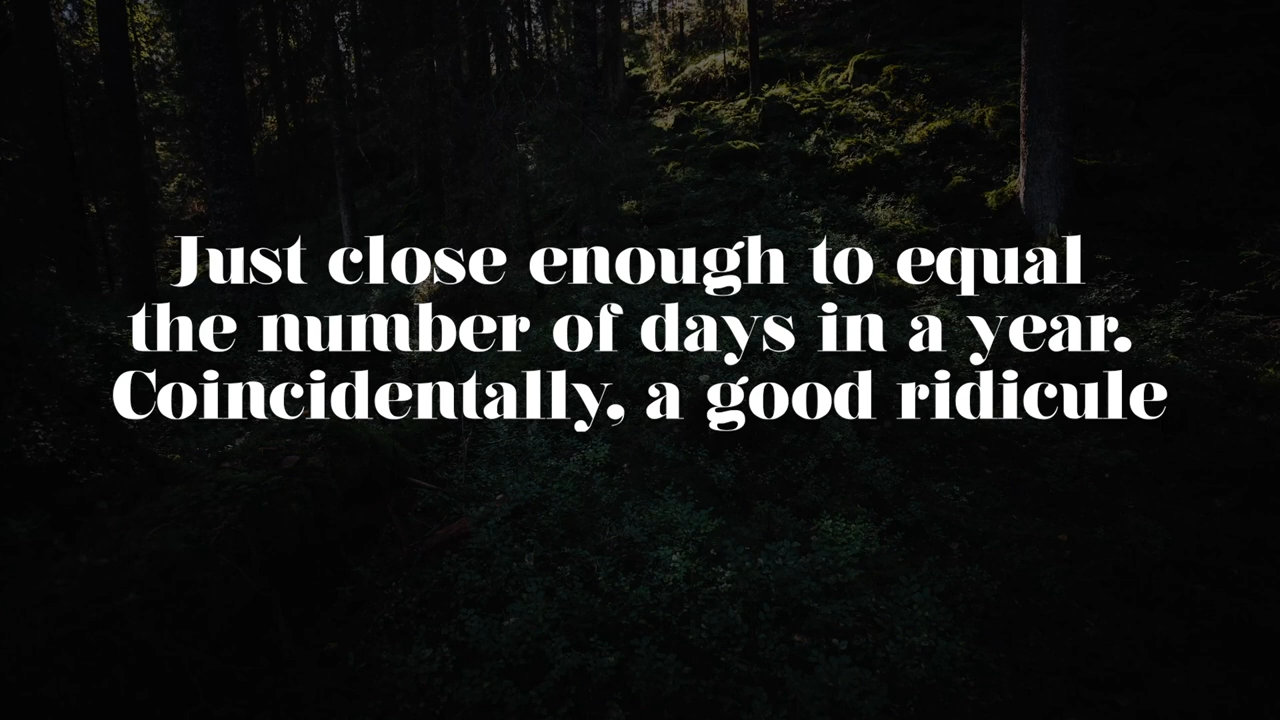 Just close enough to equal
the number of days in a year.
Coincidentally, a good ridicule